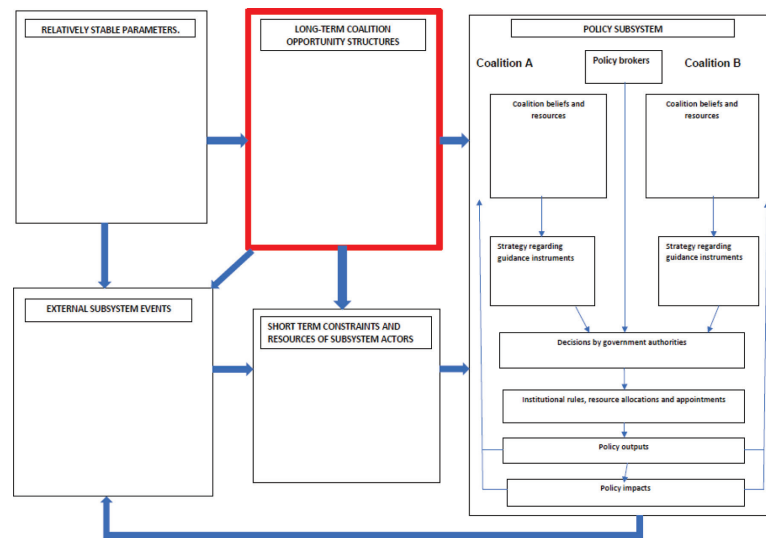 RELATIVELY STABLE PARAMETERS.
LONG-TERM COALITION
OPPORTUNITY STRUCTURES
POLICY SUBSYSTEM
Coalition A
Policy brokers
Coalition B
Coalition beliefs and
resources
Coalition beliefs and
resources
Strategy regarding
guidance instruments
Strategy regarding
guidance instruments
EXTERNAL SUBSYSTEM EVENTS
SHORT TERM CONSTRAINTS AND
RESOURCES OF SUBSYSTEM ACTORS
Decisions by government authorities
Institutional rules, resource allocations and appointments
Policy outputs
Policy impacts